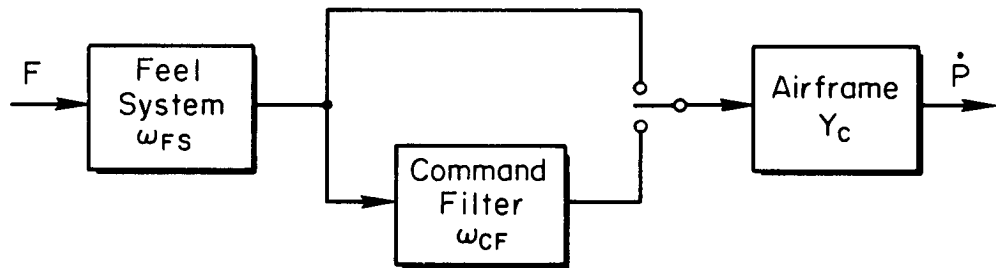 F
Feel
System
ωFS
Command
Filter
ωCF
Airframe
YC
Ṗ